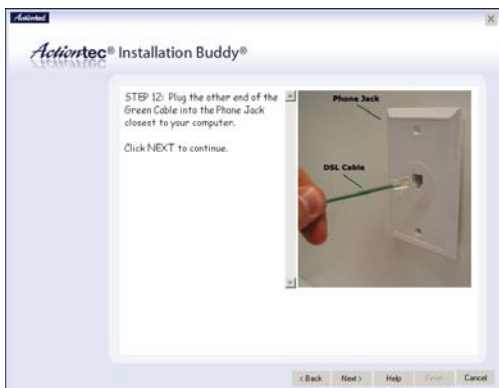 Actiontec
Actiontec® Installation Buddy®
STEP 12: Plug the other end of the
Green Cable into the Phone Jack
closest to your computer.
Click NEXT to continue.
Phone Jack
DSL Cable
< Back
Next >
Help
Finish
Cancel